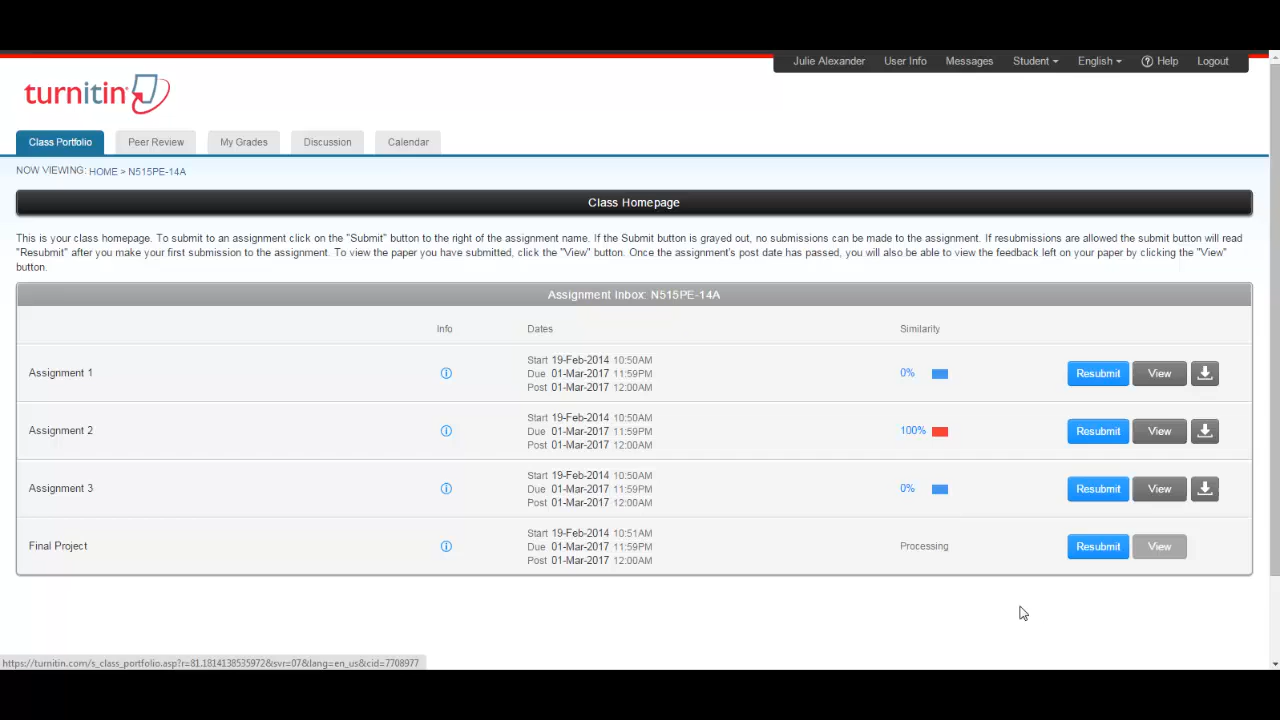 Julie Alexander User Info Messages Student English Help Logout
turnitin
Class Portfolio Peer Review My Grades Discussion Calendar
NOW VIEWING: HOME > N515PE-14A
Class Homepage
This is your class homepage. To submit to an assignment click on the "Submit" button to the right of the assignment name. If the Submit button is grayed out, no submissions can be made to the assignment. If resubmissions are allowed the submit button will read
"Resubmit" after you make your first submission to the assignment. To view the paper you have submitted, click the "View" button. Once the assignment's post date has passed, you will also be able to view the feedback left on your paper by clicking the "View"
button.
Assignment Inbox: N515PE-14A
Info Dates Similarity
Start 19-Feb-2014 10:50AM
Assignment 1 Due 01-Mar-2017 11:59PM 0% Resubmit View
Post 01-Mar-2017 12:00AM
Start 19-Feb-2014 10:50AM
Assignment 2 Due 01-Mar-2017 11:59PM 100% Resubmit View
Post 01-Mar-2017 12:00AM
Start 19-Feb-2014 10:50AM
Assignment 3 Due 01-Mar-2017 11:59PM 0% Resubmit View
Post 01-Mar-2017 12:00AM
Start 19-Feb-2014 10:51AM
Final Project Due 01-Mar-2017 11:59PM Processing Resubmit View
Post 01-Mar-2017 12:00AM
https://turnitin.com/s_class_portfolio.asp?r=81.1814138535972&svr=07&lang=en_us&cid=7708977